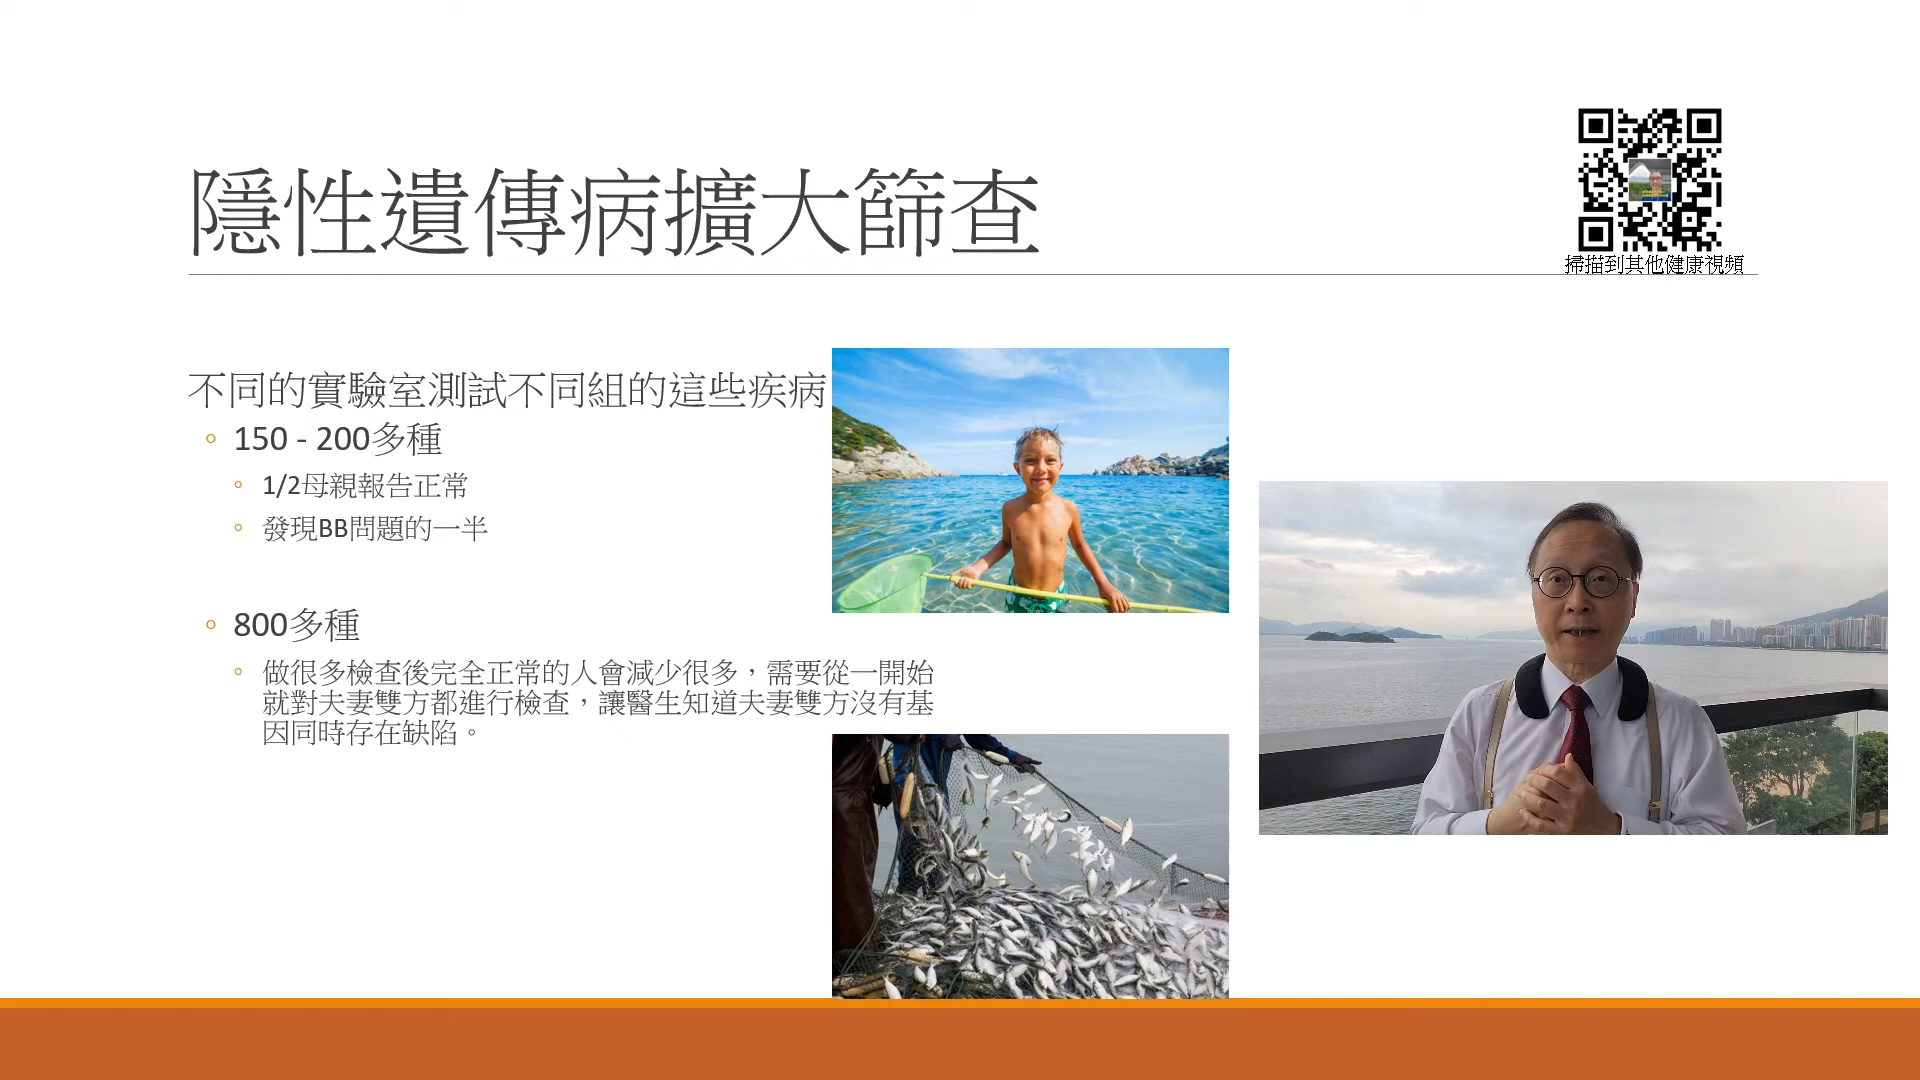 隱性遺傳病擴大篩查
掃描到其他健康視頻
不同的實驗室測試不同組的這些疾病
150 - 200多種
1/2母親報告正常
發現BB問題的一半
800多種
做很多檢查後完全正常的人會減少很多，需要從一開始
就對夫妻雙方都進行檢查，讓醫生知道夫妻雙方沒有基
因同時存在缺陷。